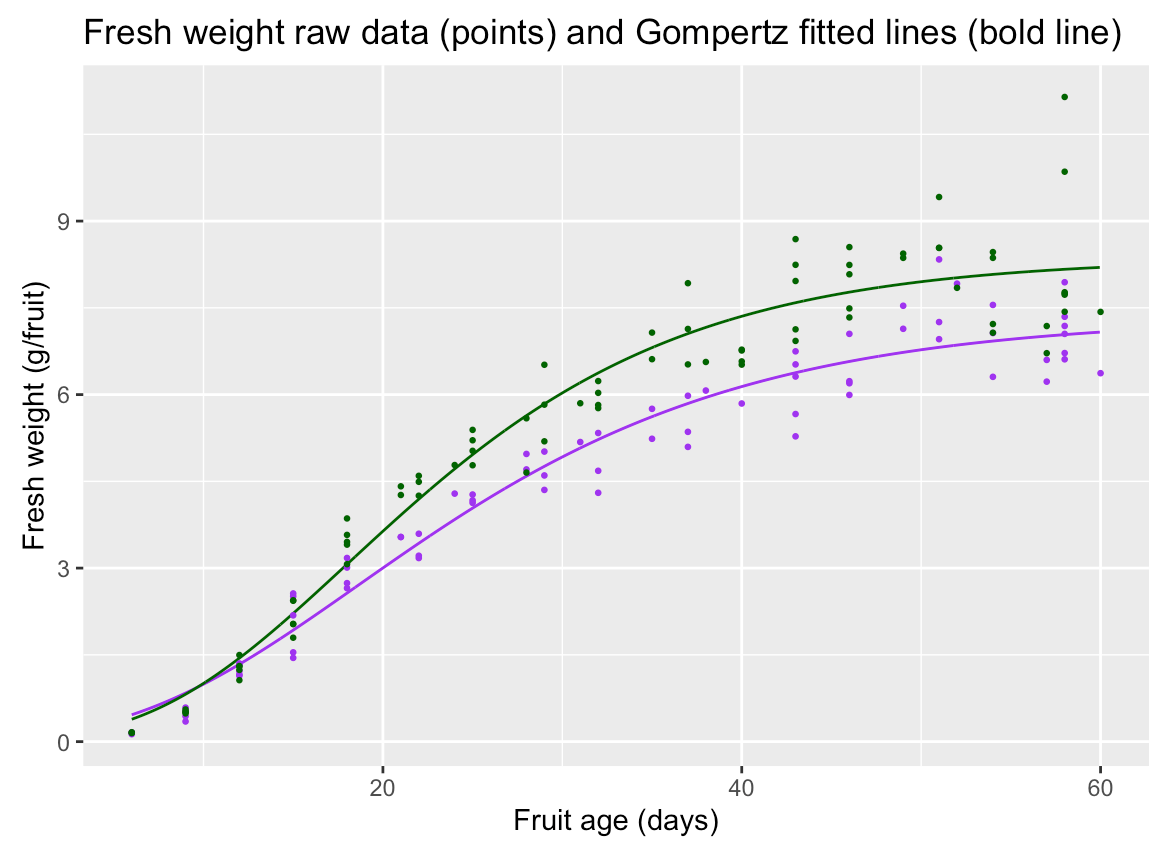 Fresh weight raw data (points) and Gompertz fitted lines (bold line)
Fresh weight (g/fruit)
9
6
3
0
20 40 60
Fruit age (days)